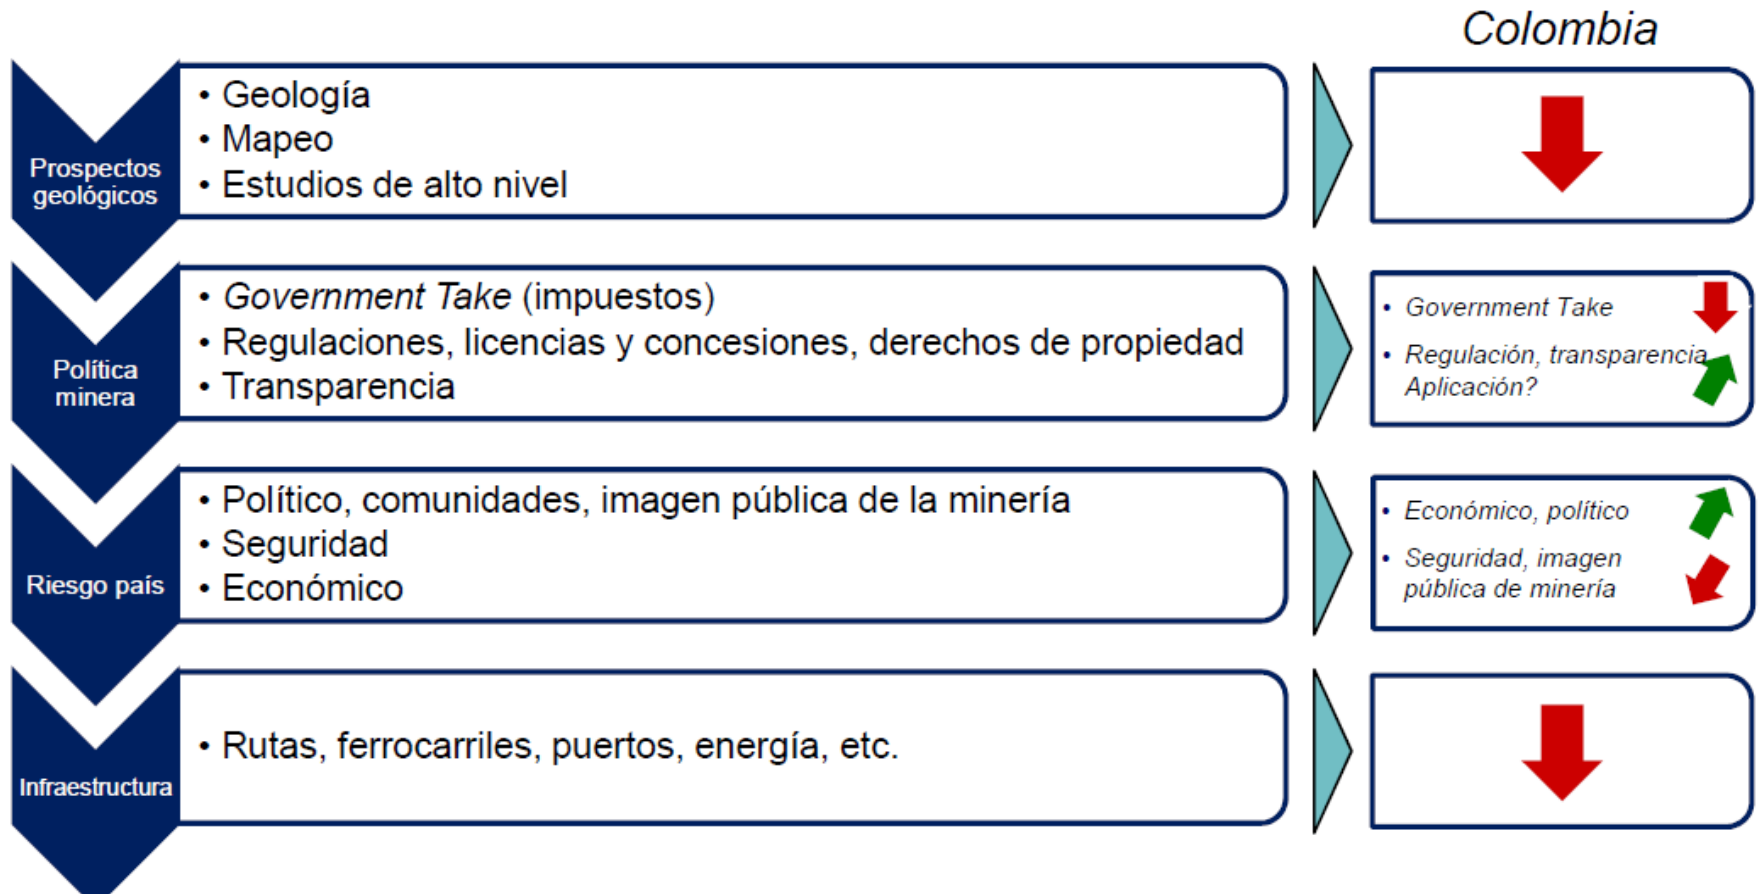 Colombia
Prospectos
geológicos
• Geología
• Mapeo
• Estudios de alto nivel
Política
minera
• Government Take (impuestos)
• Regulaciones, licencias y concesiones, derechos de propiedad
• Transparencia
• Government Take
• Regulación, transparencia
Aplicación?
Riesgo país
• Político, comunidades, imagen pública de la minería
• Seguridad
• Económico
• Económico, político
• Seguridad, imagen
pública de minería
Infraestructura
• Rutas, ferrocarriles, puertos, energía, etc.